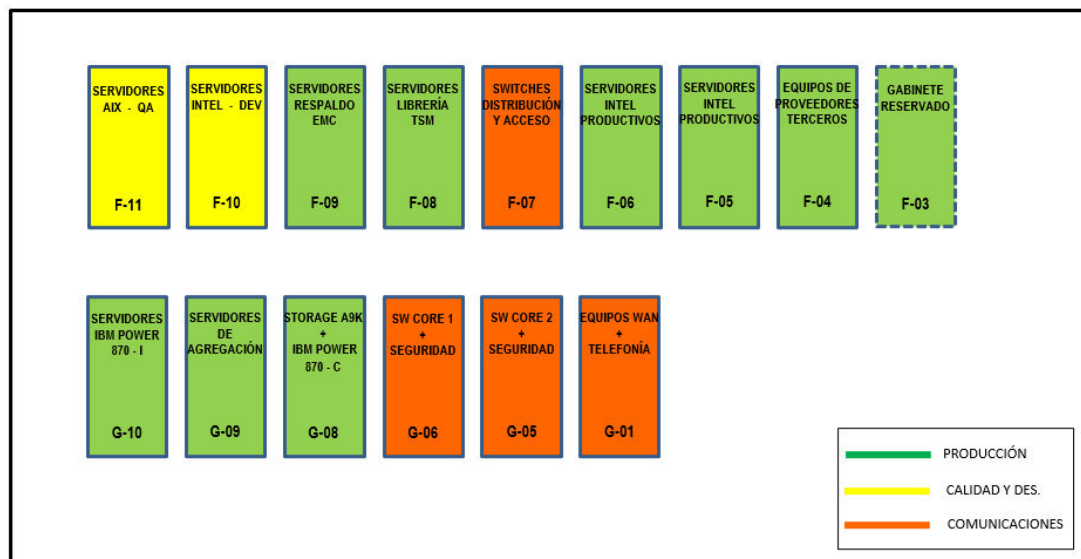 SERVIDORES
AIX - QA
F-11
SERVIDORES
INTEL - DEV
F-10
SERVIDORES
RESPALDO
EMC
F-09
SERVIDORES
LIBRERÍA
TSM
F-08
SWITCHES
DISTRIBUCIÓN
Y ACCESO
F-07
SERVIDORES
INTEL
PRODUCTIVOS
F-06
SERVIDORES
INTEL
PRODUCTIVOS
F-05
EQUIPOS DE
PROVEEDORES
TERCEROS
F-04
GABINETE
RESERVADO
F-03
SERVIDORES
IBM POWER
870 - I
G-10
SERVIDORES
DE
AGREGACIÓN
G-09
STORAGE A9K
+
IBM POWER
870 - C
G-08
SW CORE 1
+
SEGURIDAD
G-06
SW CORE 2
+
SEGURIDAD
G-05
EQUIPOS WAN
+
TELEFONÍA
G-01
PRODUCCIÓN
CALIDAD Y DES.
COMUNICACIONES